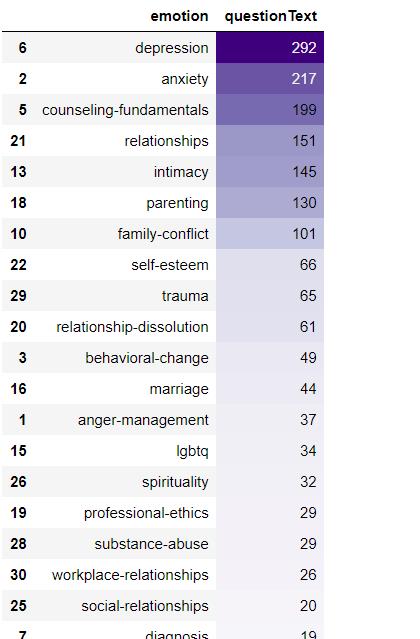 emotion questionText
6 depression 292
2 anxiety 217
5 counseling-fundamentals 199
21 relationships 151
13 intimacy 145
18 parenting 130
10 family-conflict 101
22 self-esteem 66
29 trauma 65
20 relationship-dissolution 61
3 behavioral-change 49
16 marriage 44
1 anger-management 37
15 lgbtq 34
26 spirituality 32
19 professional-ethics 29
28 substance-abuse 29
30 workplace-relationships 26
25 social-relationships 20
7 diagnosis 19